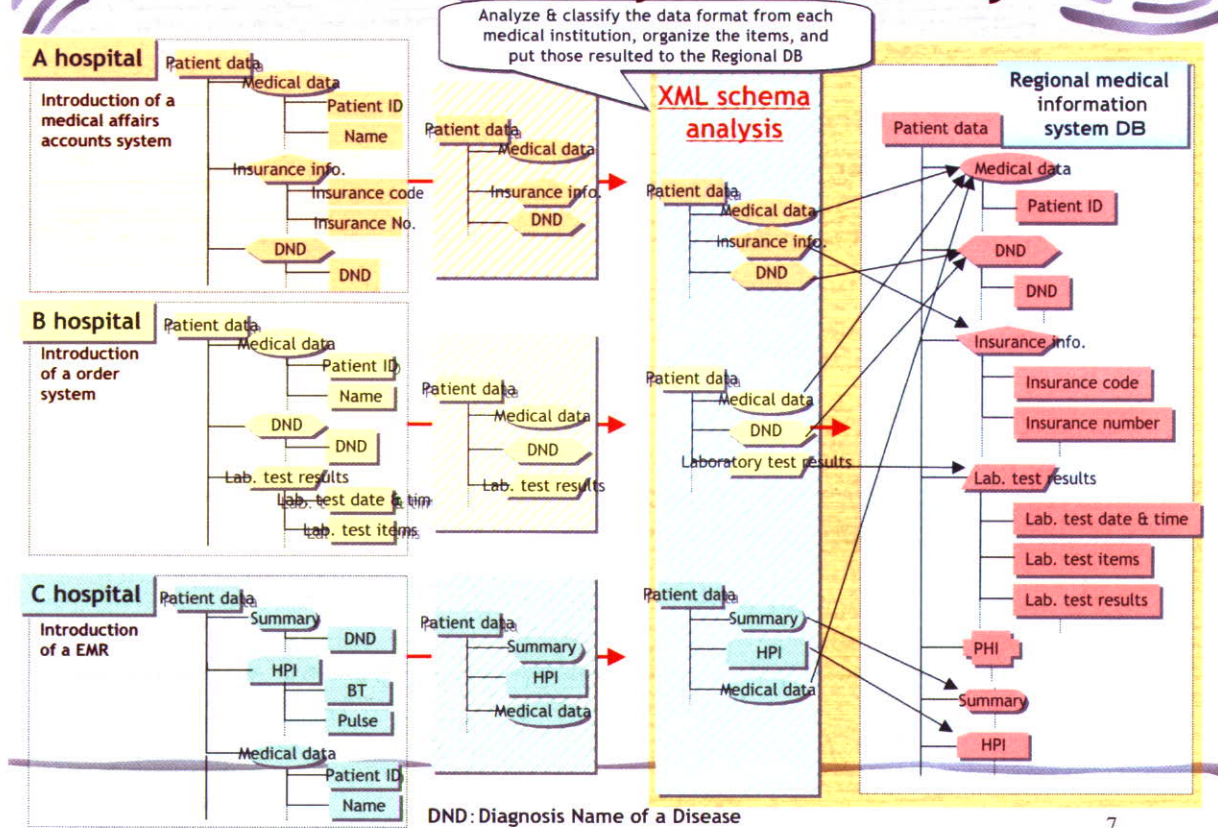 Analyze & classify the data format from each
medical institution, organize the items, and
put those resulted to the Regional DB
A hospital
Introduction of a
medical affairs
accounts system
Patient data
Medical data
Patient ID
Name
Insurance info.
Insurance code
Insurance No.
DND
DND
Patient data
Medical data
Insurance info.
DND
XML schema
analysis
Patient data
Medical data
Insurance info.
DND
Regional medical
information
system DB
Patient data
Medical data
Patient ID
DND
DND
Insurance info.
Insurance code
Insurance number
Lab. test results
Lab. test date & time
Lab. test items
Lab. test results
PHI
Summary
HPI
B hospital
Introduction
of a order
system
Patient data
Medical data
Patient ID
Name
DND
DND
Lab. test results
Lab. test date & tim
Lab. test items
Patient data
Medical data
DND
Lab. test results
Patient data
Medical data
DND
Laboratory test results
C hospital
Introduction
of a EMR
Patient data
Summary
DND
HPI
BT
Pulse
Medical data
Patient ID
Name
Patient data
Summary
HPI
Medical data
Patient data
Summary
HPI
Medical data
DND: Diagnosis Name of a Disease
7